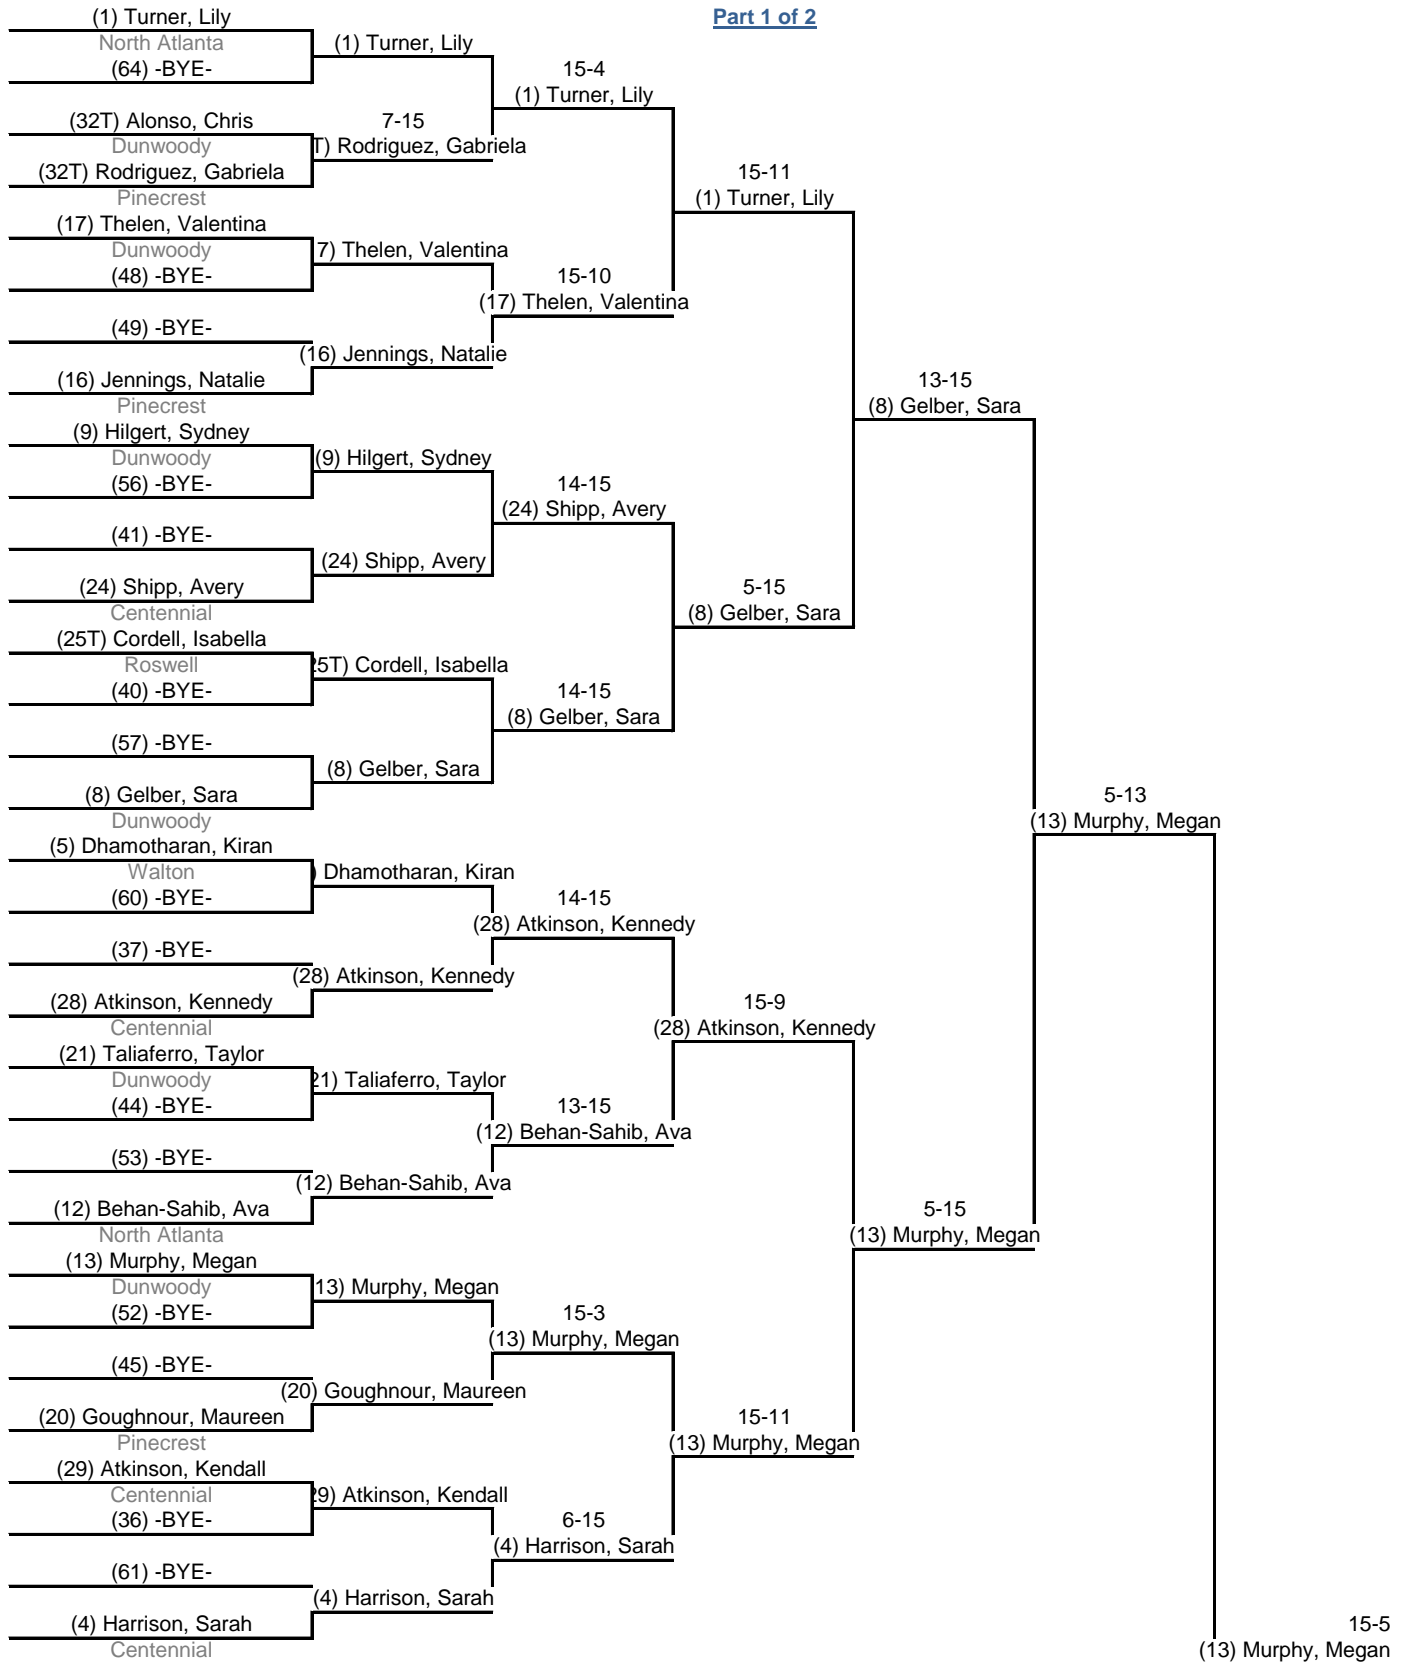 Part 1 of 2
(1) Turner, Lily
North Atlanta
(64) -BYE-
(32T) Alonso, Chris
Dunwoody
(32T) Rodriguez, Gabriela
Pinecrest
(17) Thelen, Valentina
Dunwoody
(48) -BYE-
(49) -BYE-
(16) Jennings, Natalie
Pinecrest
(9) Hilgert, Sydney
Dunwoody
(56) -BYE-
(41) -BYE-
(24) Shipp, Avery
Centennial
(25T) Cordell, Isabella
Roswell
(40) -BYE-
(57) -BYE-
(8) Gelber, Sara
Dunwoody
(5) Dhamotharan, Kiran
Walton
(60) -BYE-
(37) -BYE-
(28) Atkinson, Kennedy
Centennial
(21) Taliaferro, Taylor
Dunwoody
(44) -BYE-
(53) -BYE-
(12) Behan-Sahib, Ava
North Atlanta
(13) Murphy, Megan
Dunwoody
(52) -BYE-
(45) -BYE-
(20) Goughnour, Maureen
Pinecrest
(29) Atkinson, Kendall
Centennial
(36) -BYE-
(61) -BYE-
(4) Harrison, Sarah
Centennial
(1) Turner, Lily
7-15
T) Rodriguez, Gabriela
7) Thelen, Valentina
(16) Jennings, Natalie
(9) Hilgert, Sydney
(24) Shipp, Avery
25T) Cordell, Isabella
(8) Gelber, Sara
) Dhamotharan, Kiran
(28) Atkinson, Kennedy
21) Taliaferro, Taylor
(12) Behan-Sahib, Ava
13) Murphy, Megan
(20) Goughnour, Maureen
29) Atkinson, Kendall
(4) Harrison, Sarah
15-4
(1) Turner, Lily
15-10
(17) Thelen, Valentina
14-15
(24) Shipp, Avery
14-15
(8) Gelber, Sara
14-15
(28) Atkinson, Kennedy
13-15
(12) Behan-Sahib, Ava
15-3
(13) Murphy, Megan
6-15
(4) Harrison, Sarah
15-11
(1) Turner, Lily
5-15
(8) Gelber, Sara
15-9
(28) Atkinson, Kennedy
15-11
(13) Murphy, Megan
13-15
(8) Gelber, Sara
5-15
(13) Murphy, Megan
5-13
(13) Murphy, Megan
15-5
(13) Murphy, Megan